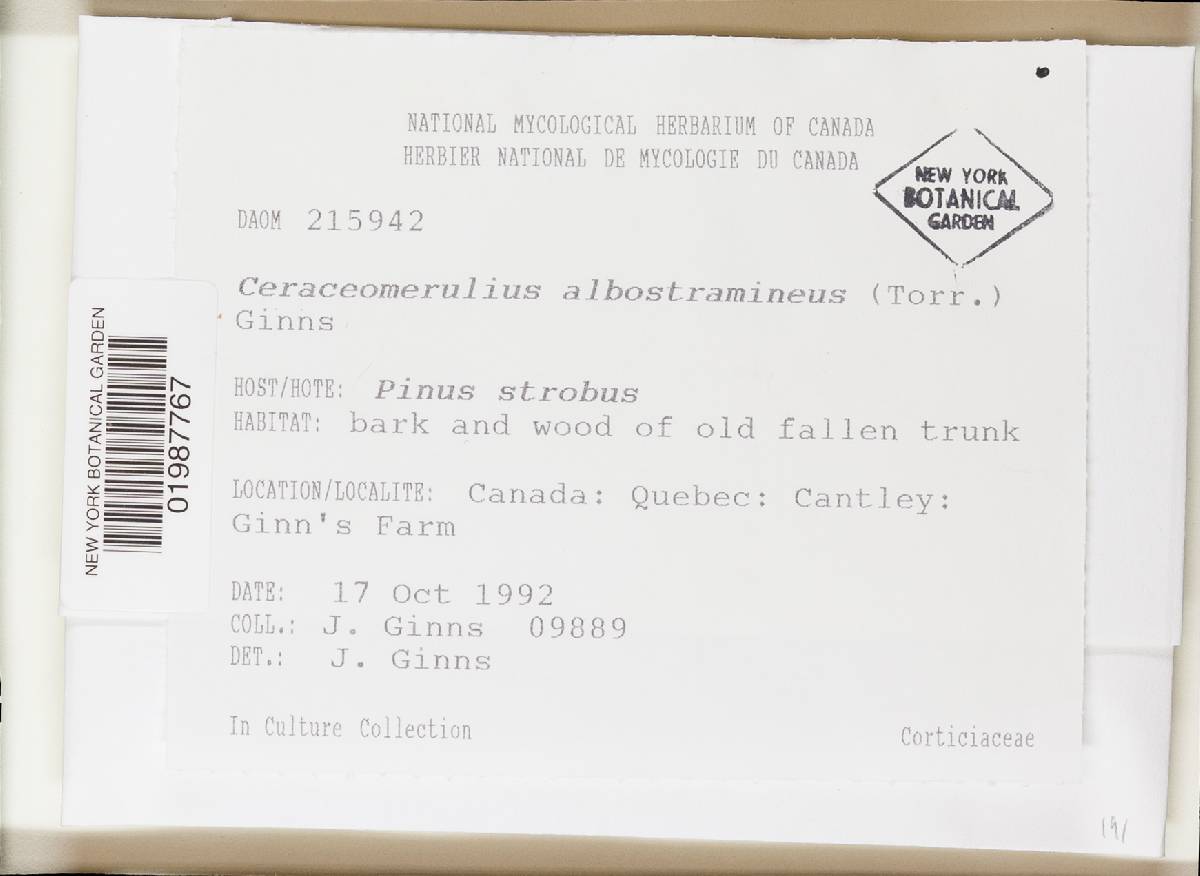 NATIONAL MYCOLOGICAL HERBARIUM OF CANADA
HERBIER NATIONAL DE MYCOLOGIE DU CANADA
NEW YORK
BOTANICAL
GARDEN
DAOM 215942
Ceraceomerulius albostramineus (Torr.)
Ginns
HOST/HOTE: Pinus strobus
HABITAT: bark and wood of old fallen trunk
LOCATION/LOCALITE: Canada: Quebec: Cantley:
Ginn's Farm
DATE: 17 Oct 1992
COLL.: J. Ginns 09889
DET.: J. Ginns
In Culture Collection
Corticiaceae
NEW YORK BOTANICAL GARDEN
01987767
191